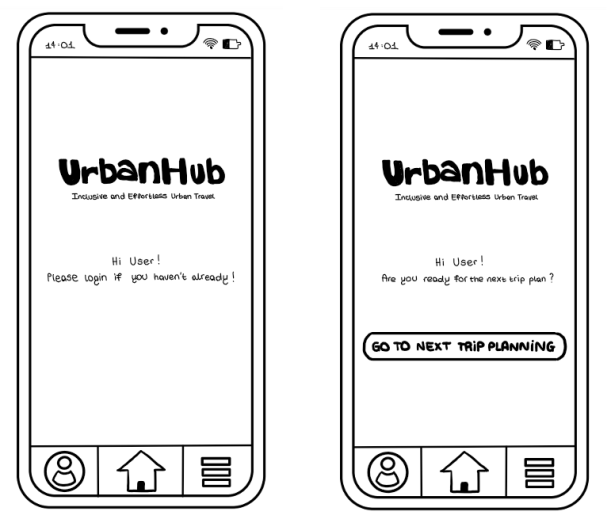 14:01
UrbanHub
Inclusive and Effortless Urban Travel
Hi User!
Please login if you haven't already!
14:01
UrbanHub
Inclusive and Effortless Urban Travel
Hi User!
Are you ready for the next trip plan?
GO TO NEXT TRIP PLANNING